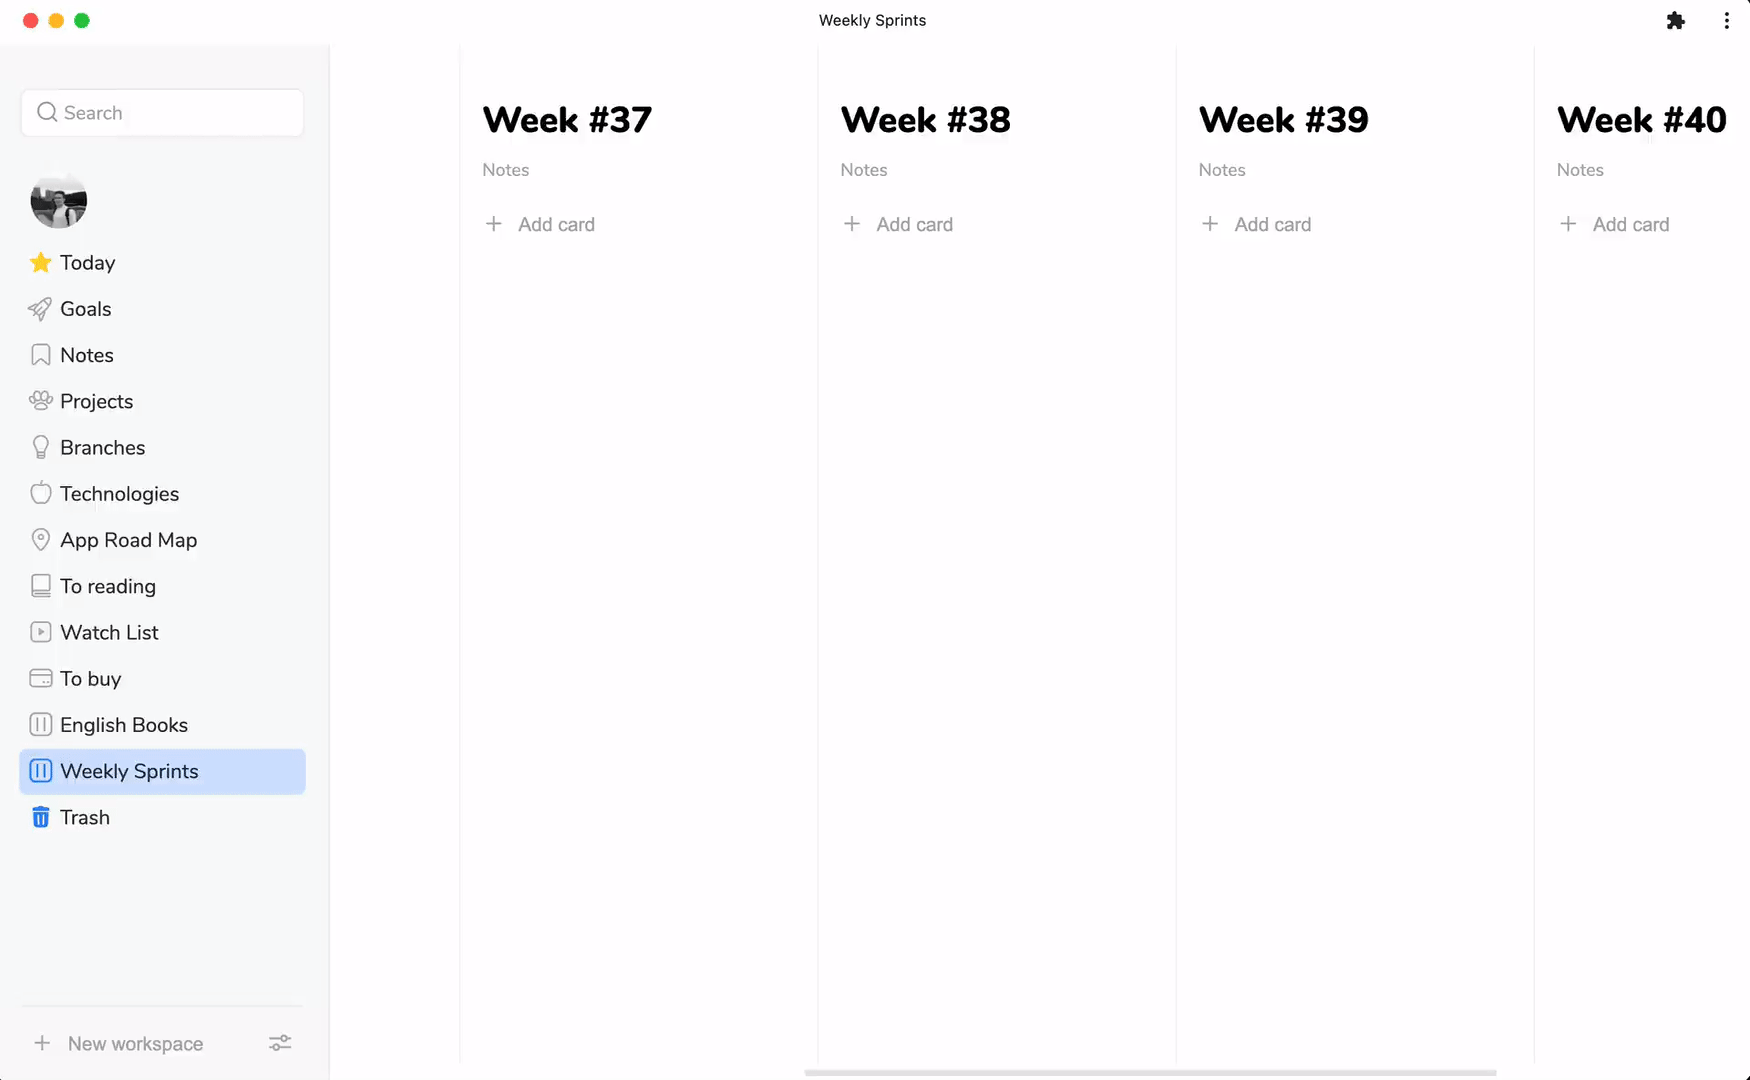 Weekly Sprints
Search
Today
Goals
Notes
Projects
Branches
Technologies
App Road Map
To reading
Watch List
To buy
English Books
Weekly Sprints
Trash
New workspace
Week #37
Notes
Add card
Week #38
Notes
Add card
Week #39
Notes
Add card
Week #40
Notes
Add card